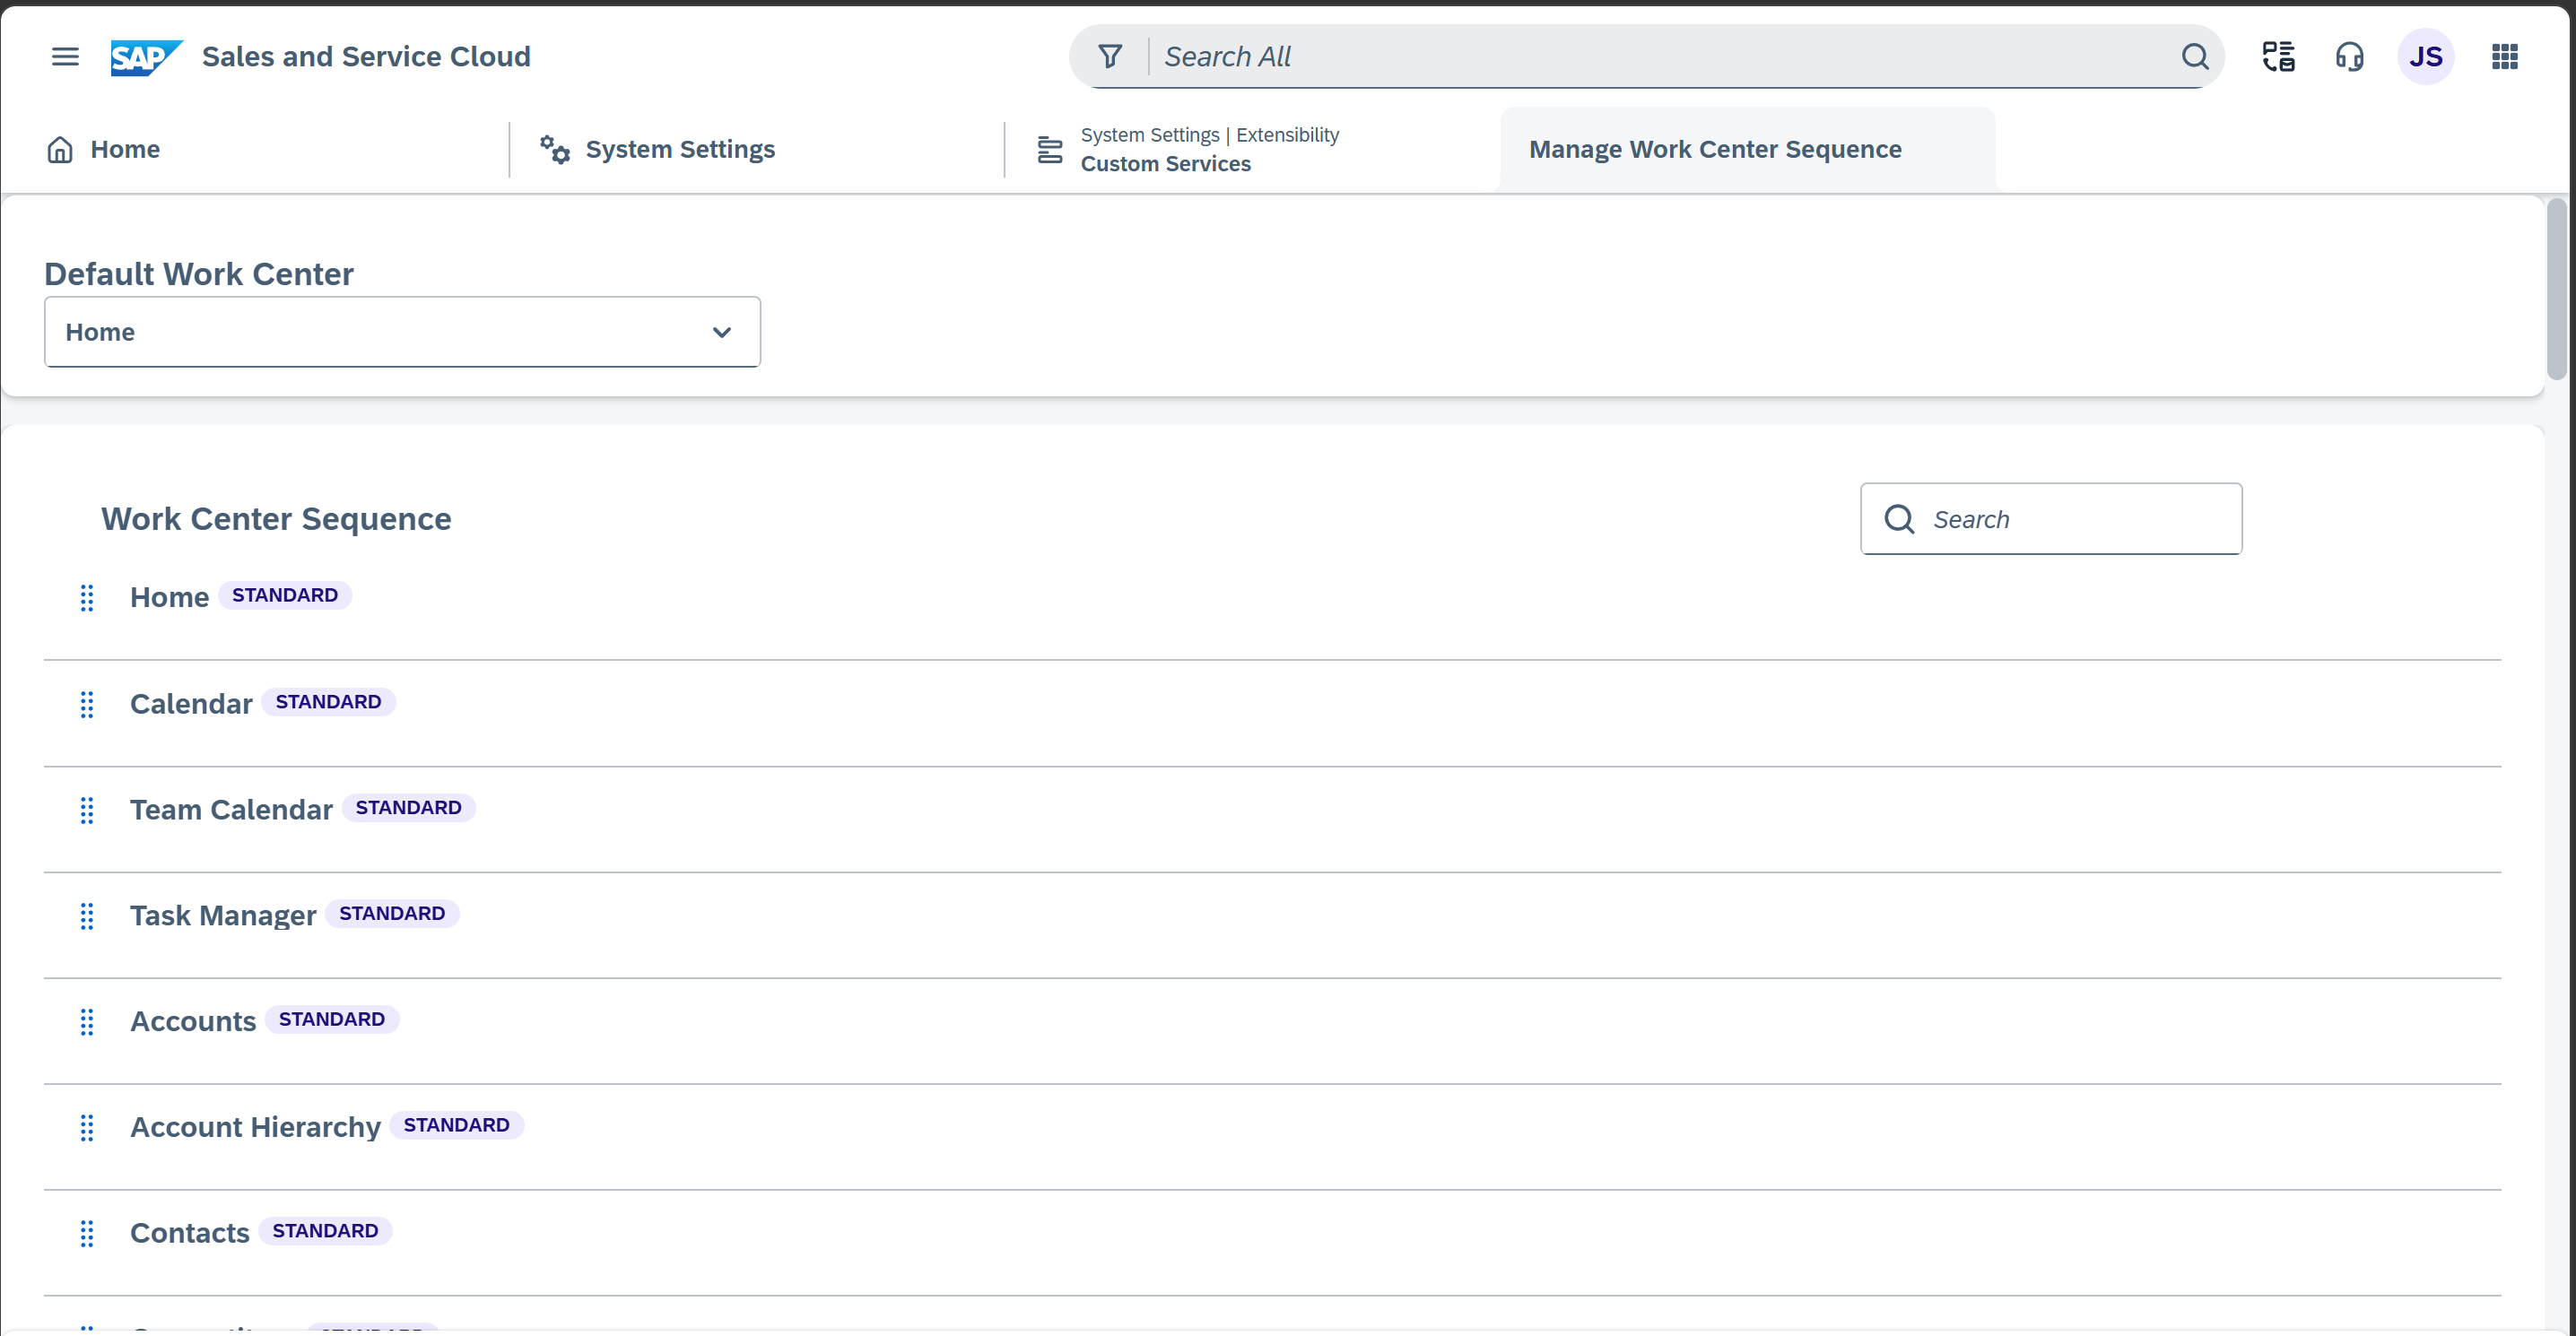 SAP Sales and Service Cloud
Search All
JS
Home
System Settings
System Settings | Extensibility
Custom Services
Manage Work Center Sequence
Default Work Center
Home
Work Center Sequence
Search
Home STANDARD
Calendar STANDARD
Team Calendar STANDARD
Task Manager STANDARD
Accounts STANDARD
Account Hierarchy STANDARD
Contacts STANDARD